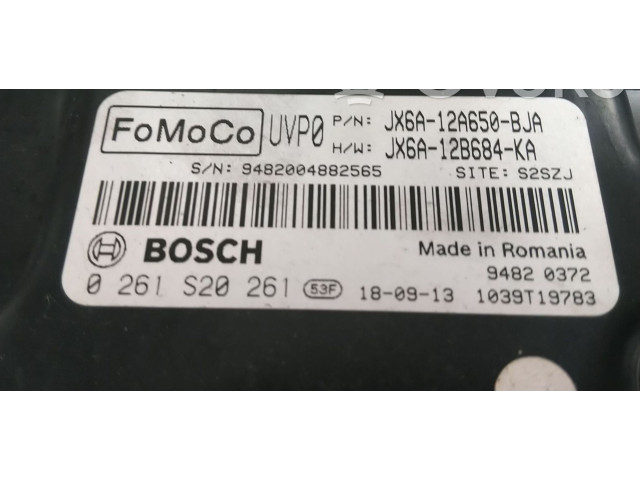 FoMoCo UVP0 P/N: JX6A-12A650-BJA
H/W: JX6A-12B684-KA
S/N: 9482004882565 SITE: S2SZJ
BOSCH Made in Romania
9482 0372
0 261 S20 261 53F 18-09-13 1039T19783